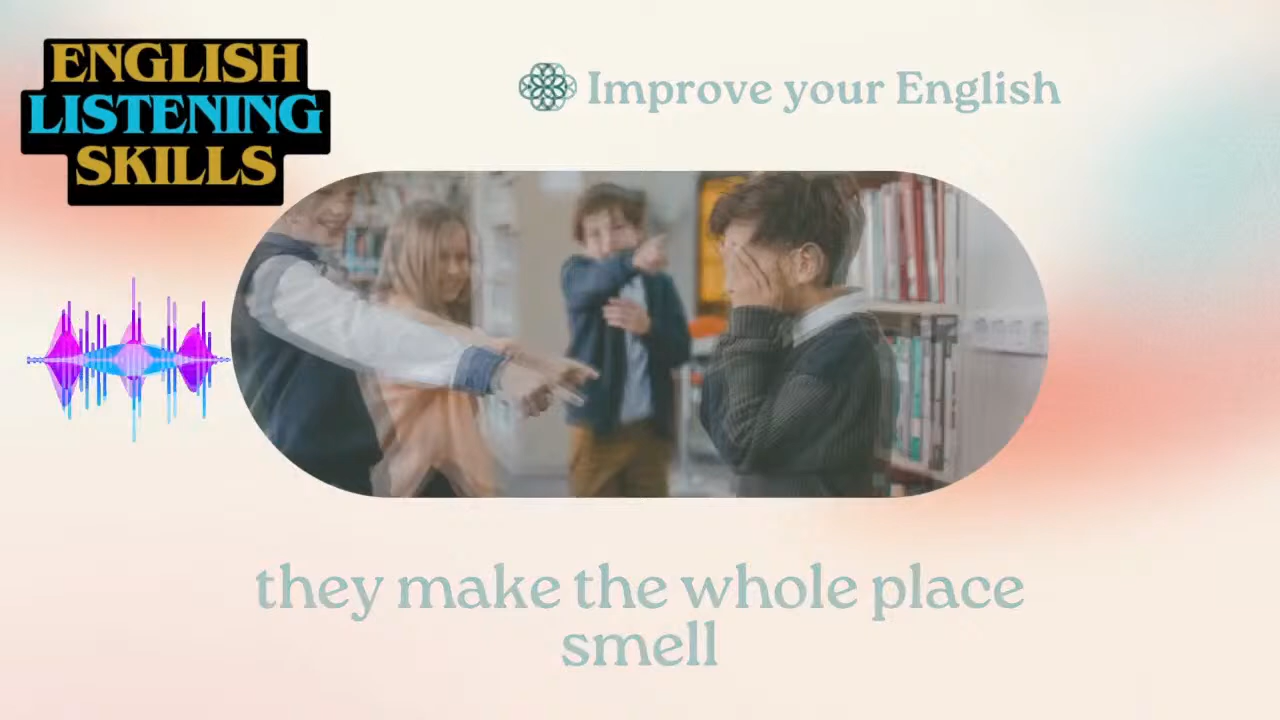 ENGLISH
LISTENING
SKILLS
Improve your English
they make the whole place
smell